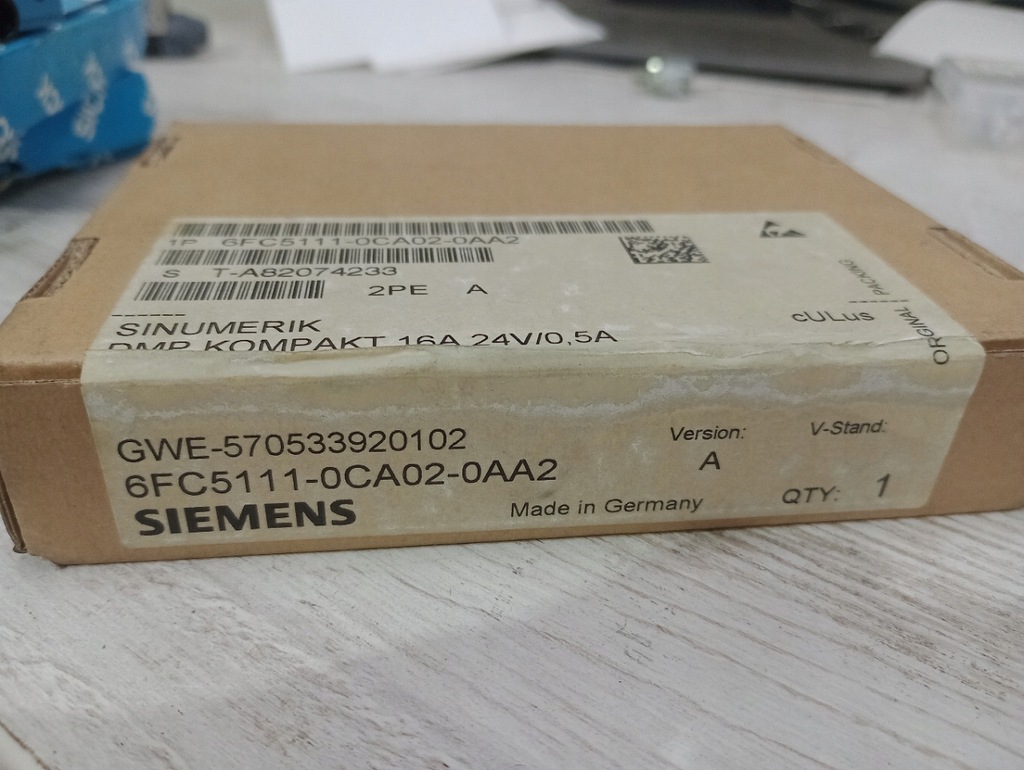 1P 6FC5111-0CA02-0AA2
S T-A82074233
2PE A
SINUMERIK
DMP KOMPAKT 16A 24V/0,5A
cULus
ORGINAL PACKING
GWE-570533920102
6FC5111-0CA02-0AA2
SIEMENS
Made in Germany
Version:
A
V-Stand:
QTY: 1